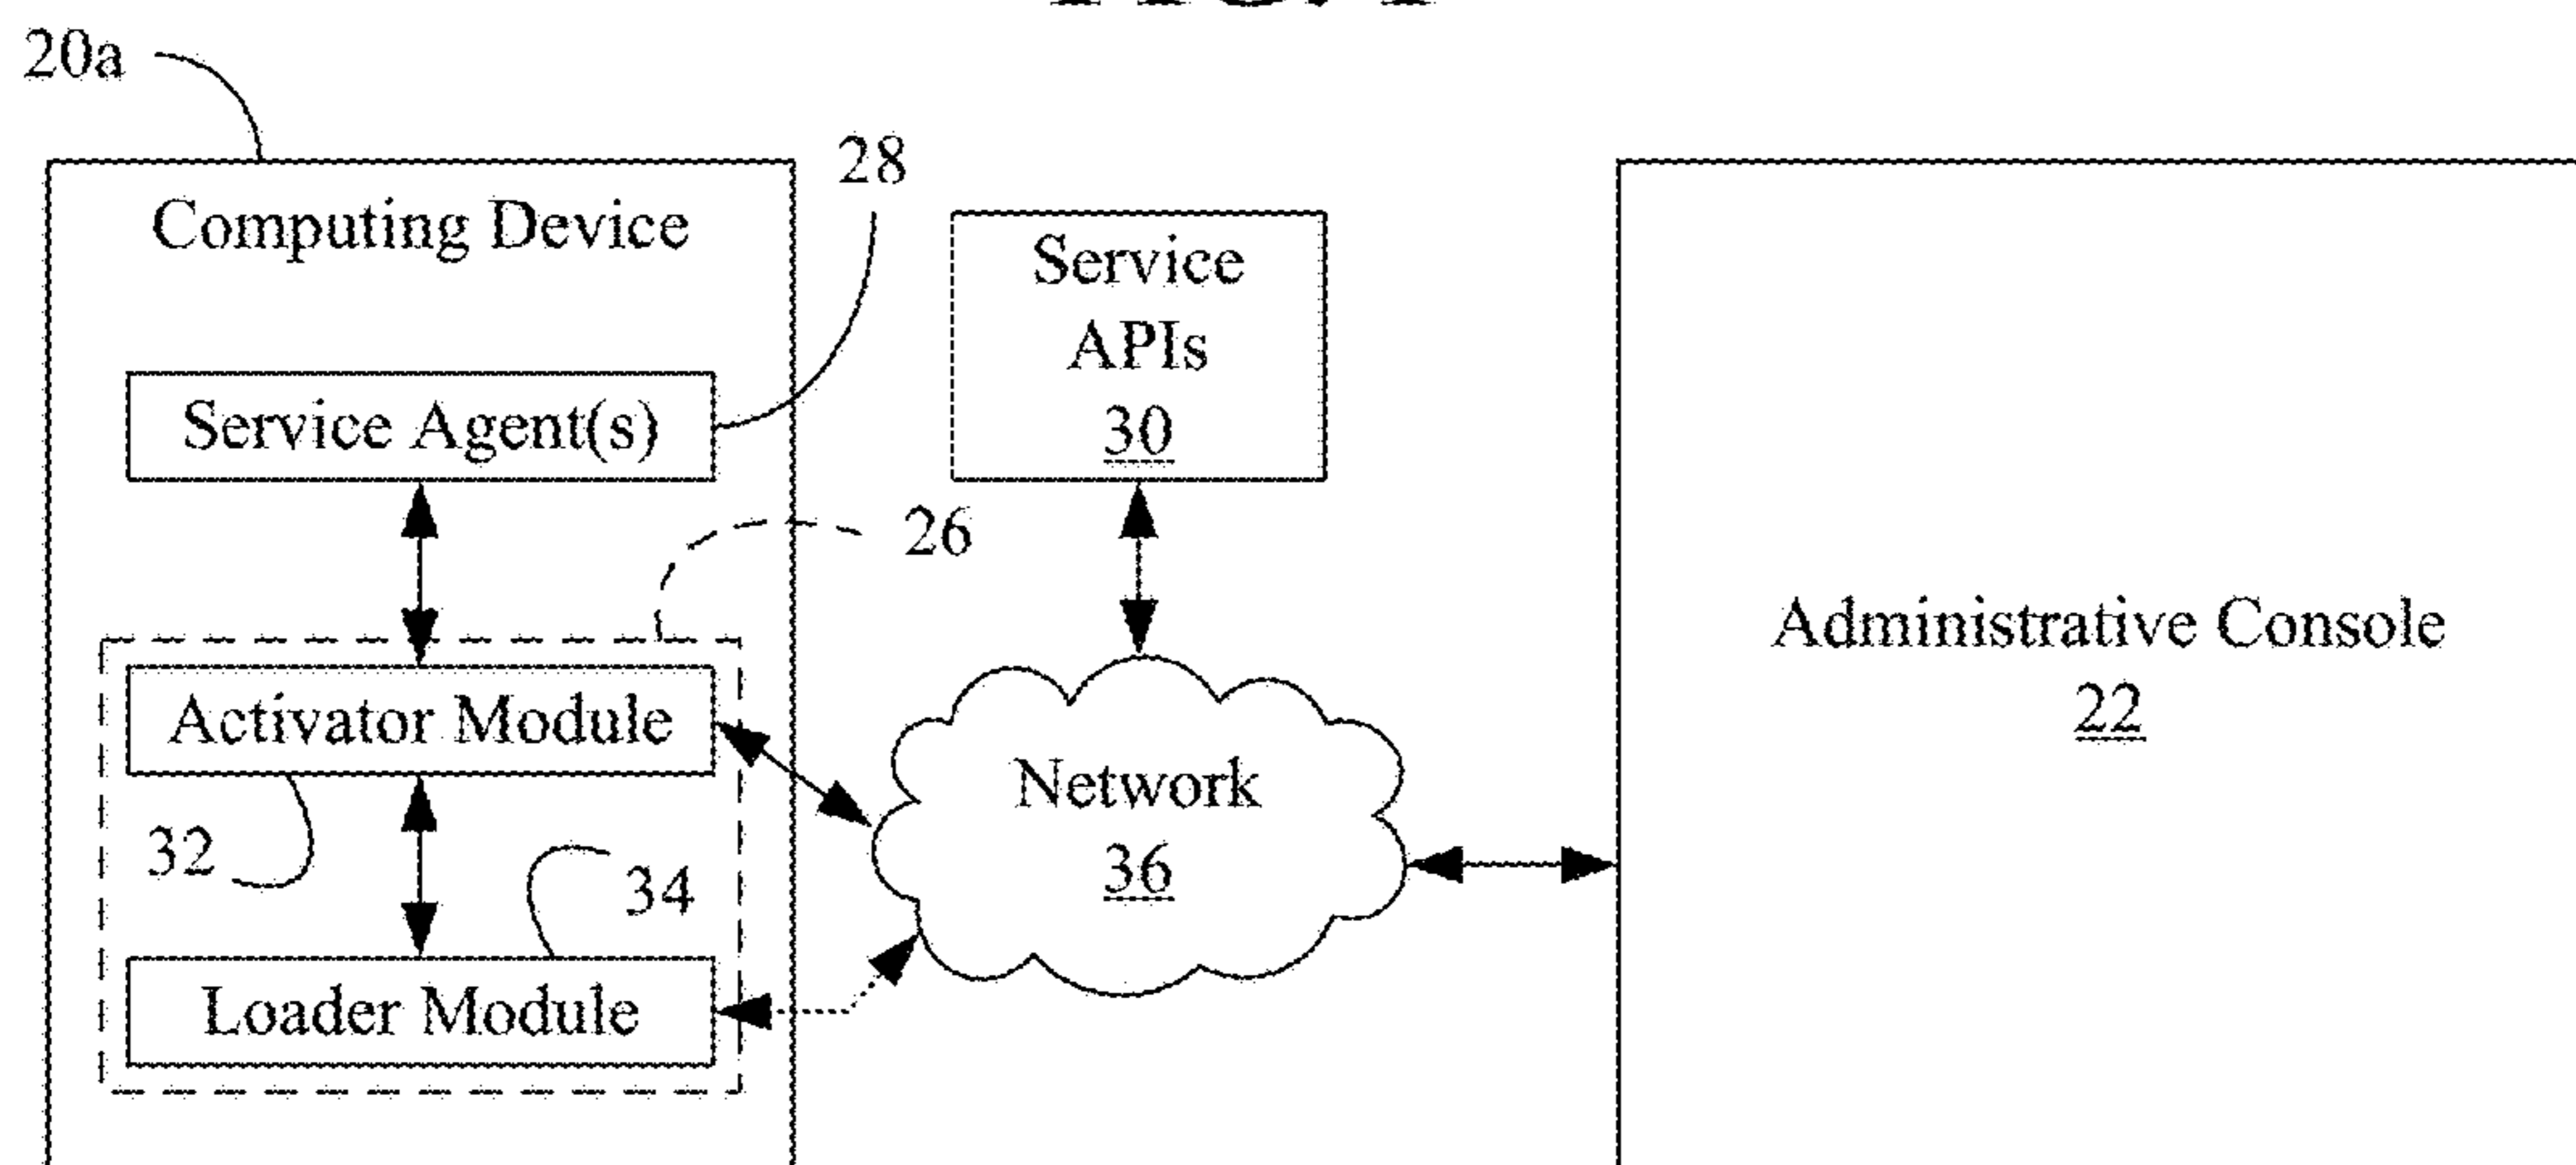 20a
Computing Device
28
Service
APIs
30
Service Agent(s)
26
Administrative Console
22
Activator Module
Network
36
32
34
Loader Module